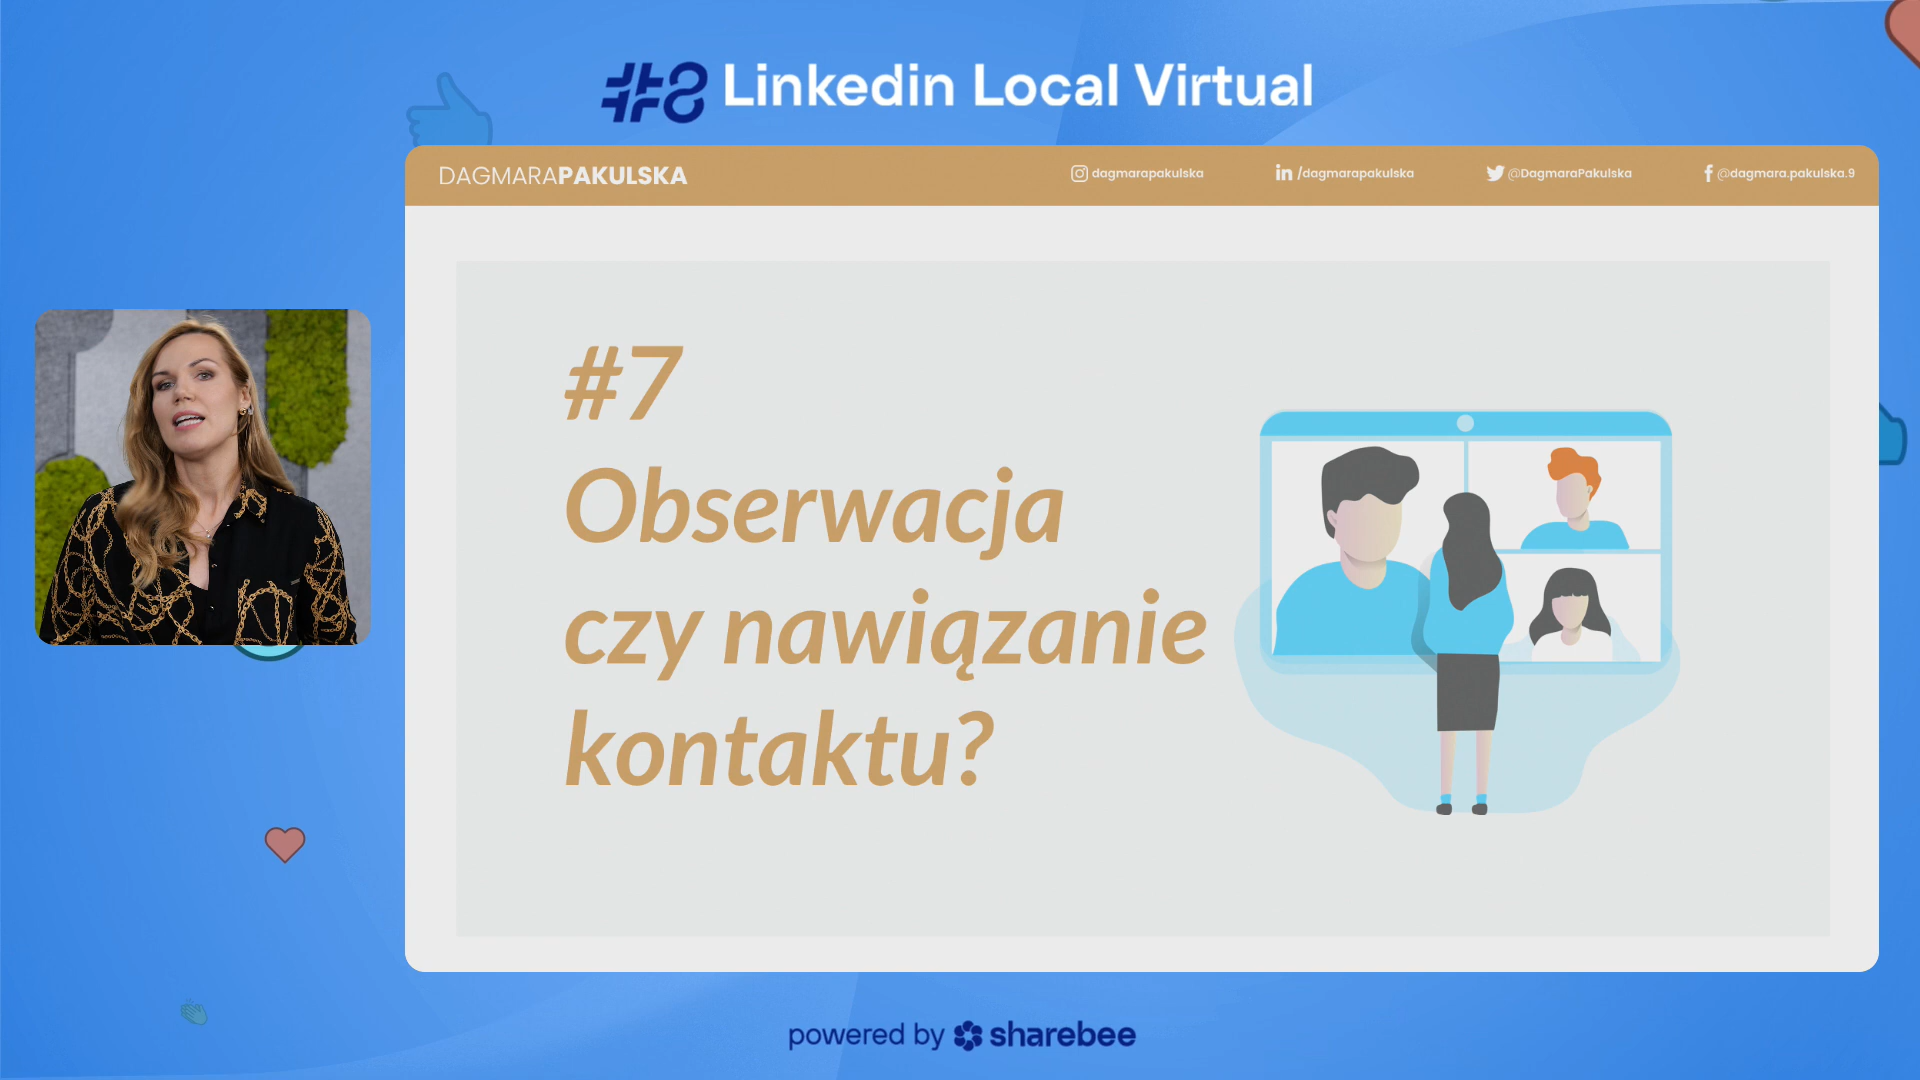 #8 Linkedin Local Virtual
DAGMARAPAKULSKA
dagmarapakulska
in /dagmarapakulska
@DagmaraPakulska
f @dagmara.pakulska.9
#7
Obserwacja
czy nawiązanie
kontaktu?
powered by sharebee